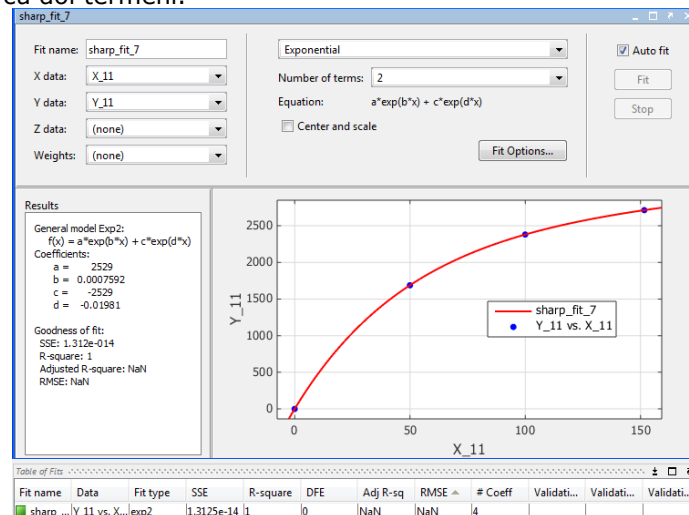 ca doi termeni.
sharp_fit_7
Fit name: sharp_fit_7
X data: X_11
Y data: Y_11
Z data: (none)
Weights: (none)
Exponential
Number of terms: 2
Equation: a*exp(b*x) + c*exp(d*x)
Center and scale
Fit Options...
Auto fit
Fit
Stop
Results
General model Exp2:
f(x) = a*exp(b*x) + c*exp(d*x)
Coefficients:
a = 2529
b = 0.0007592
c = -2529
d = -0.01981
Goodness of fit:
SSE: 1.312e-014
R-square: 1
Adjusted R-square: NaN
RMSE: NaN
2500
2000
1500
1000
500
0
Y_11
0 50 100 150
X_11
sharp_fit_7
Y_11 vs. X_11
Table of Fits
Fit name Data Fit type SSE R-square DFE Adj R-sq RMSE # Coeff Validati... Validati... Validati...
sharp_... Y_11 vs. X... exp2 1.3125e-14 1 0 NaN NaN 4